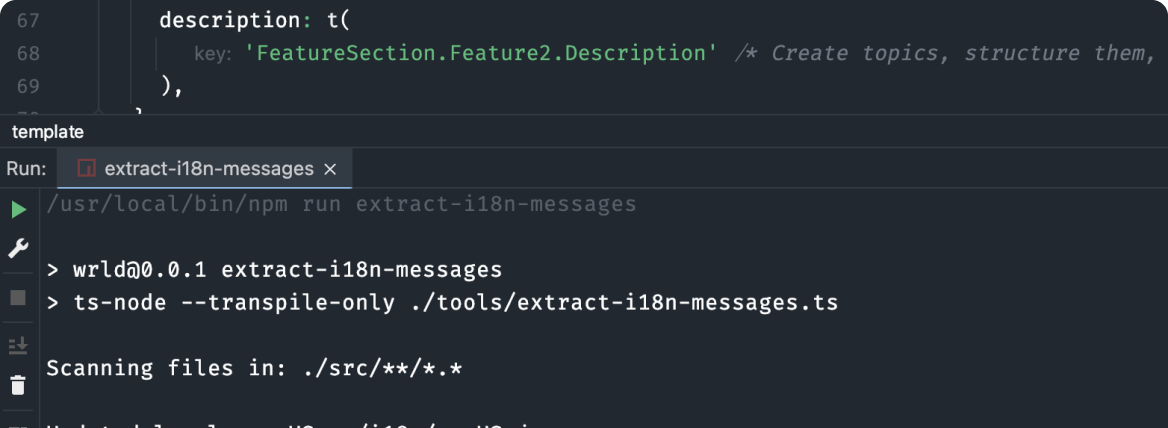 67 description: t(
68 key: 'FeatureSection.Feature2.Description' /* Create topics, structure them,
69 ),
template
Run: extract-i18n-messages ×
/usr/local/bin/npm run extract-i18n-messages
> wrld@0.0.1 extract-i18n-messages
> ts-node --transpile-only ./tools/extract-i18n-messages.ts
Scanning files in: ./src/**/*.*